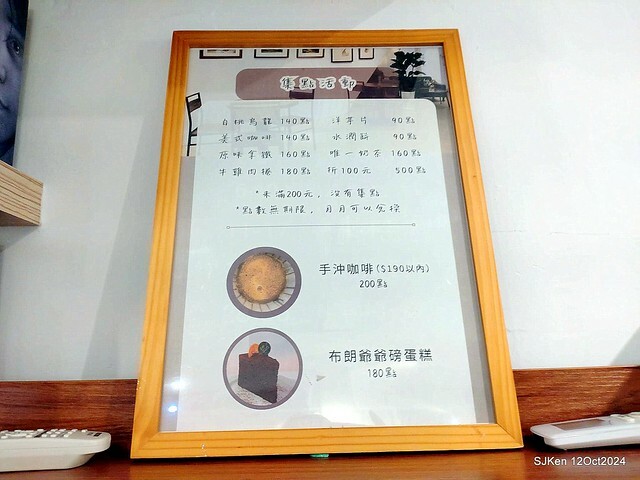 集點活動
白桃烏龍 140點 洋芋片 90點
美式咖啡 140點 水潤餅 90點
原味拿鐵 160點 唯一奶茶 160點
牛雞肉捲 180點 折100元 500點
*未滿200元，沒有集點
*點數無期限，月月可以兌換
手沖咖啡($190以內)
200點
布朗爺爺磅蛋糕
180點
SJKen 12Oct2024